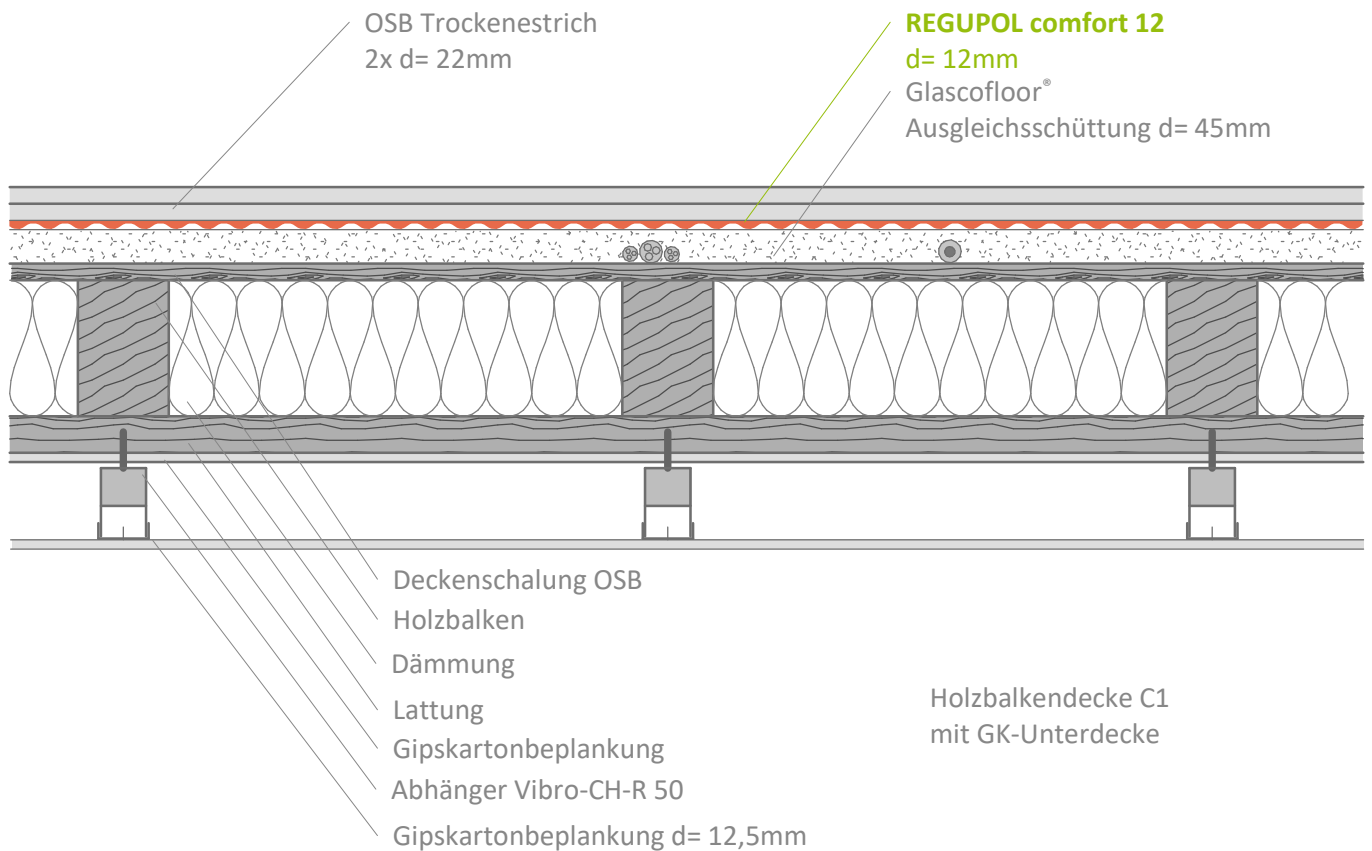 OSB Trockenestrich
2x d= 22mm
REGUPOL comfort 12
d= 12mm
Glascofloor®
Ausgleichsschüttung d= 45mm
Deckenschalung OSB
Holzbalken
Dämmung
Lattung
Gipskartonbeplankung
Abhänger Vibro-CH-R 50
Gipskartonbeplankung d= 12,5mm
Holzbalkendecke C1
mit GK-Unterdecke